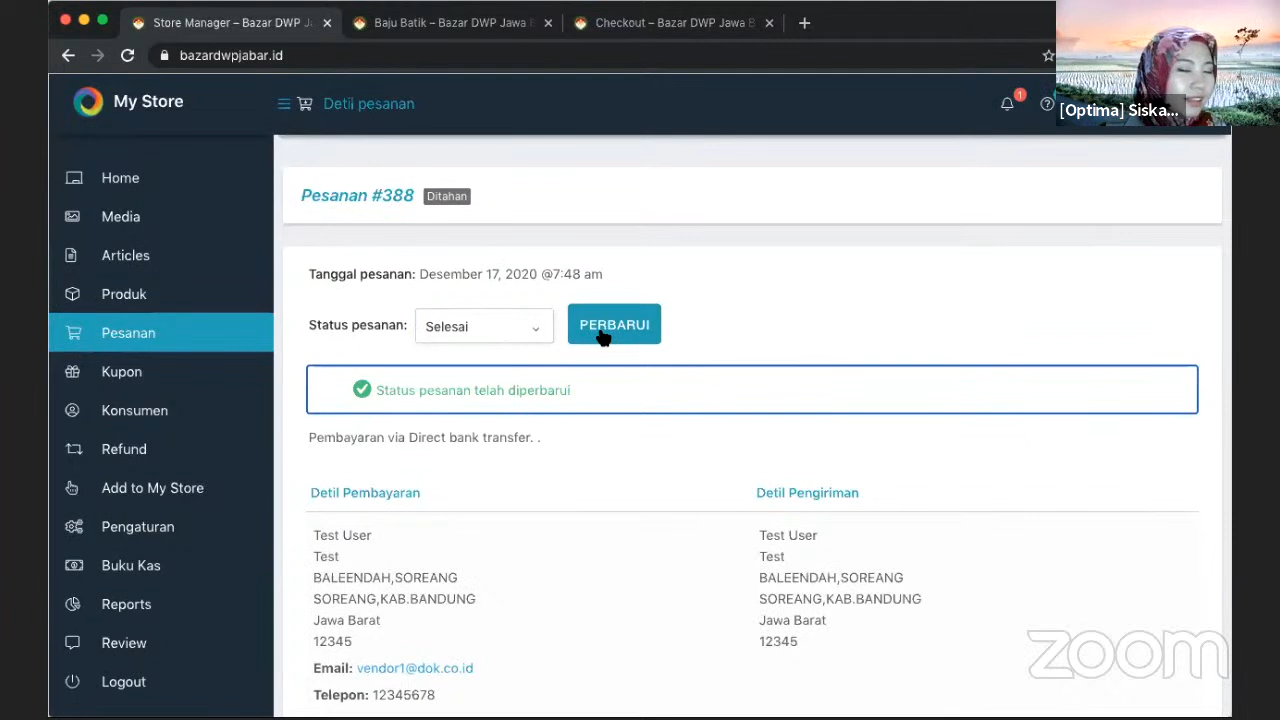 Store Manager – Bazar DWP J
Baju Batik – Bazar DWP Jawa
Checkout – Bazar DWP Jawa B
bazardwpjabar.id
My Store
Detil pesanan
1
[Optima] Siska...
Home
Media
Articles
Produk
Pesanan
Kupon
Konsumen
Refund
Add to My Store
Pengaturan
Buku Kas
Reports
Review
Logout
Pesanan #388 Ditahan
Tanggal pesanan: Desember 17, 2020 @7:48 am
Status pesanan: Selesai PERBARUI
Status pesanan telah diperbarui
Pembayaran via Direct bank transfer. .
Detil Pembayaran
Test User
Test
BALEENDAH,SOREANG
SOREANG,KAB.BANDUNG
Jawa Barat
12345
Email: vendor1@dok.co.id
Telepon: 12345678
Detil Pengiriman
Test User
Test
BALEENDAH,SOREANG
SOREANG,KAB.BANDUNG
Jawa Barat
12345
zoom